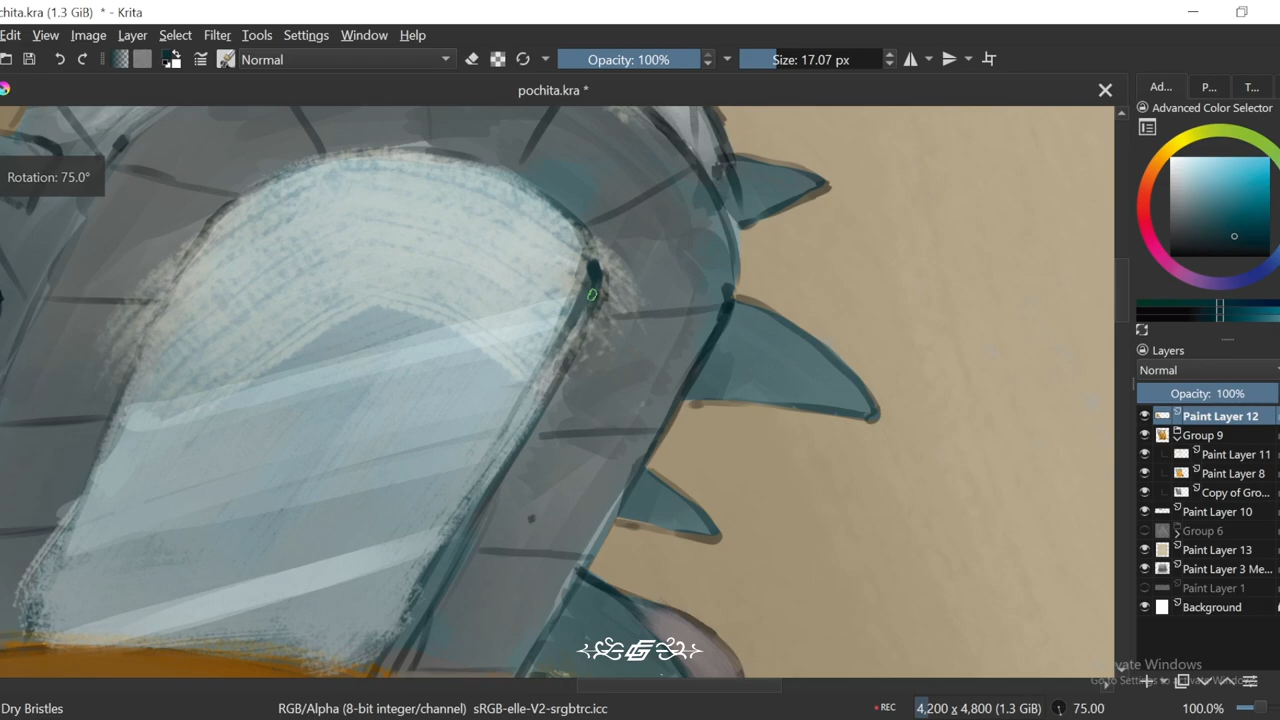 chita.kra (1.3 GiB) * - Krita
Edit View Image Layer Select Filter Tools Settings Window Help
Normal Opacity: 100% Size: 17.07 px
pochita.kra *
Ad... P... T...
Advanced Color Selector
Rotation: 75.0°
Layers
Normal
Opacity: 100%
Paint Layer 12
Group 9
Paint Layer 11
Paint Layer 8
Copy of Gro...
Paint Layer 10
Group 6
Paint Layer 13
Paint Layer 3 Me...
Paint Layer 1
Background
vate Windows
Dry Bristles RGB/Alpha (8-bit integer/channel) sRGB-elle-V2-srgbtrc.icc REC 4,200 x 4,800 (1.3 GiB) 75.00 100.0%